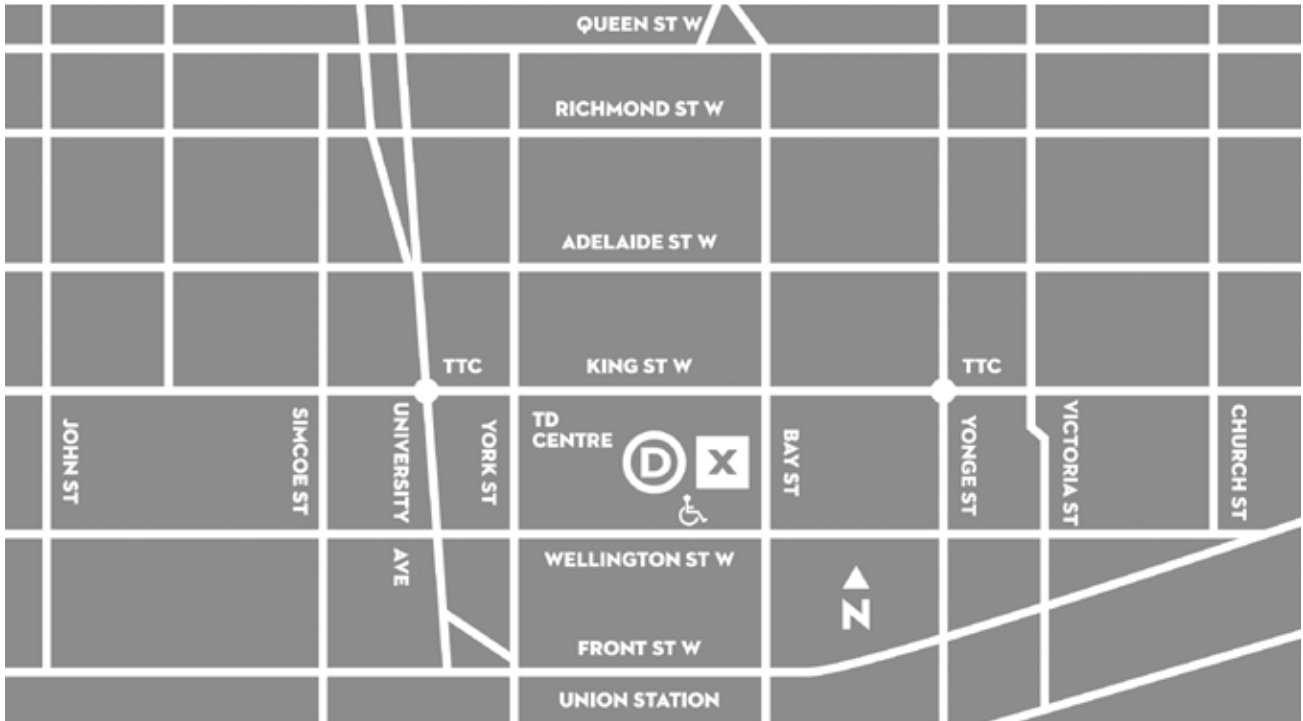 QUEEN ST W
RICHMOND ST W
ADELAIDE ST W
TTC
KING ST W
TTC
JOHN ST
SIMCOE ST
UNIVERSITY AVE
YORK ST
TD
CENTRE
D
X
BAY ST
YONGE ST
VICTORIA ST
CHURCH ST
WELLINGTON ST W
N
FRONT ST W
UNION STATION